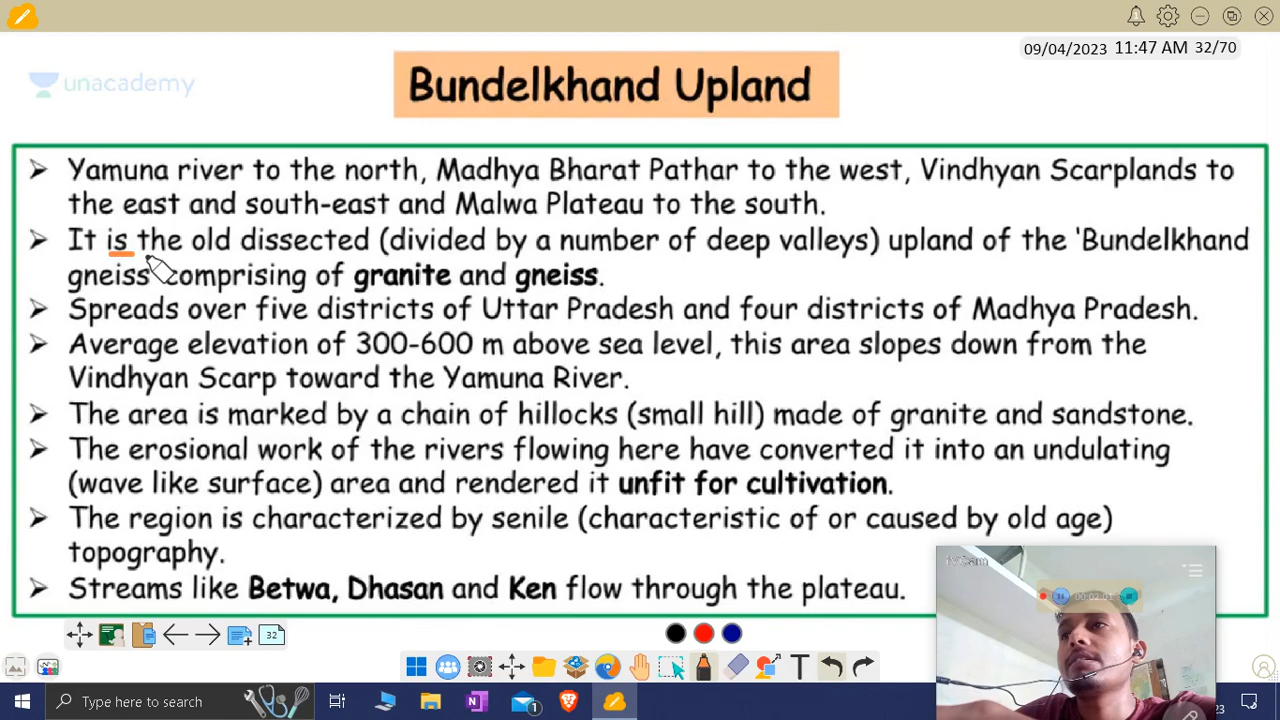 09/04/2023 11:47 AM 32/70
unacademy
Bundelkhand Upland
➢ Yamuna river to the north, Madhya Bharat Pathar to the west, Vindhyan Scarplands to
the east and south-east and Malwa Plateau to the south.
➢ It is the old dissected (divided by a number of deep valleys) upland of the 'Bundelkhand
gneiss' comprising of granite and gneiss.
➢ Spreads over five districts of Uttar Pradesh and four districts of Madhya Pradesh.
➢ Average elevation of 300-600 m above sea level, this area slopes down from the
Vindhyan Scarp toward the Yamuna River.
➢ The area is marked by a chain of hillocks (small hill) made of granite and sandstone.
➢ The erosional work of the rivers flowing here have converted it into an undulating
(wave like surface) area and rendered it unfit for cultivation.
➢ The region is characterized by senile (characteristic of or caused by old age)
topography.
➢ Streams like Betwa, Dhasan and Ken flow through the plateau.
00:02:01
32
T
Type here to search
N
1
23